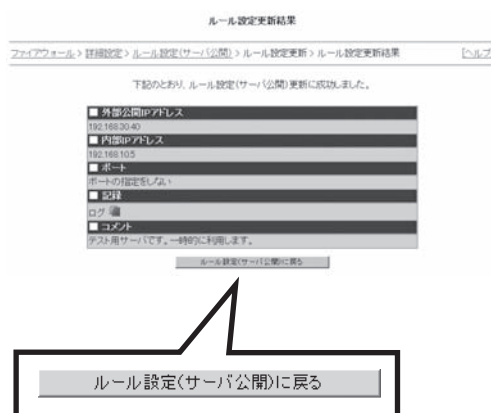 ルール設定更新結果
ファイアウォール > 詳細設定 > ルール設定(サーバ公開) > ルール設定更新 > ルール設定更新結果 [ヘルプ
下記のとおり、ルール設定(サーバ公開)更新に成功しました。
■ 外部公開IPアドレス
192.168.30.40
■ 内部IPアドレス
192.168.10.5
■ ポート
ポートの指定をしない
■ 記録
ログ
■ コメント
テスト用サーバです。一時的に利用します。
ルール設定(サーバ公開)に戻る
ルール設定(サーバ公開)に戻る